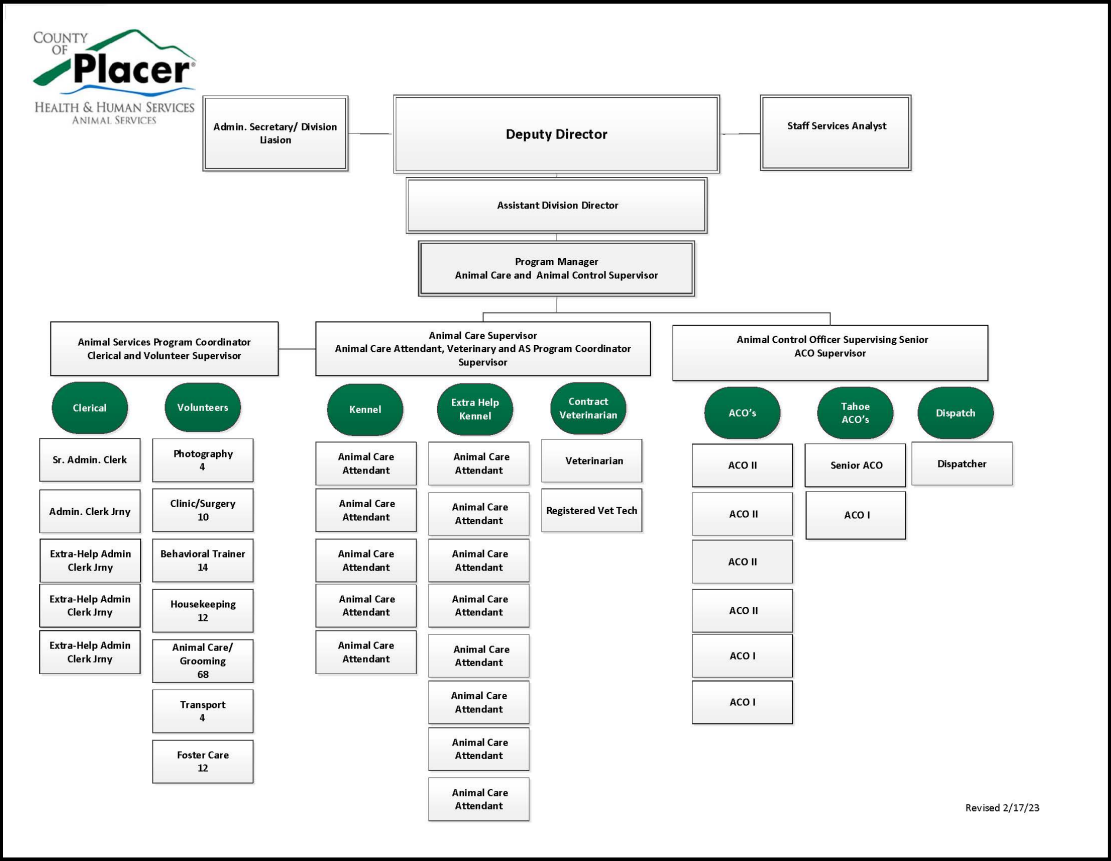 COUNTY
OF
Placer®
HEALTH & HUMAN SERVICES
ANIMAL SERVICES
Admin. Secretary/ Division
Liasion
Deputy Director
Staff Services Analyst
Assistant Division Director
Program Manager
Animal Care and Animal Control Supervisor
Animal Services Program Coordinator
Clerical and Volunteer Supervisor
Animal Care Supervisor
Animal Care Attendant, Veterinary and AS Program Coordinator
Supervisor
Animal Control Officer Supervising Senior
ACO Supervisor
Clerical
Sr. Admin. Clerk
Admin. Clerk Jrny
Extra-Help Admin
Clerk Jrny
Extra-Help Admin
Clerk Jrny
Extra-Help Admin
Clerk Jrny
Volunteers
Photography
4
Clinic/Surgery
10
Behavioral Trainer
14
Housekeeping
12
Animal Care/
Grooming
68
Transport
4
Foster Care
12
Kennel
Animal Care
Attendant
Animal Care
Attendant
Animal Care
Attendant
Animal Care
Attendant
Animal Care
Attendant
Extra Help
Kennel
Animal Care
Attendant
Animal Care
Attendant
Animal Care
Attendant
Animal Care
Attendant
Animal Care
Attendant
Animal Care
Attendant
Animal Care
Attendant
Animal Care
Attendant
Contract
Veterinarian
Veterinarian
Registered Vet Tech
ACO's
ACO II
ACO II
ACO II
ACO II
ACO I
ACO I
Tahoe
ACO's
Senior ACO
ACO I
Dispatch
Dispatcher
Revised 2/17/23